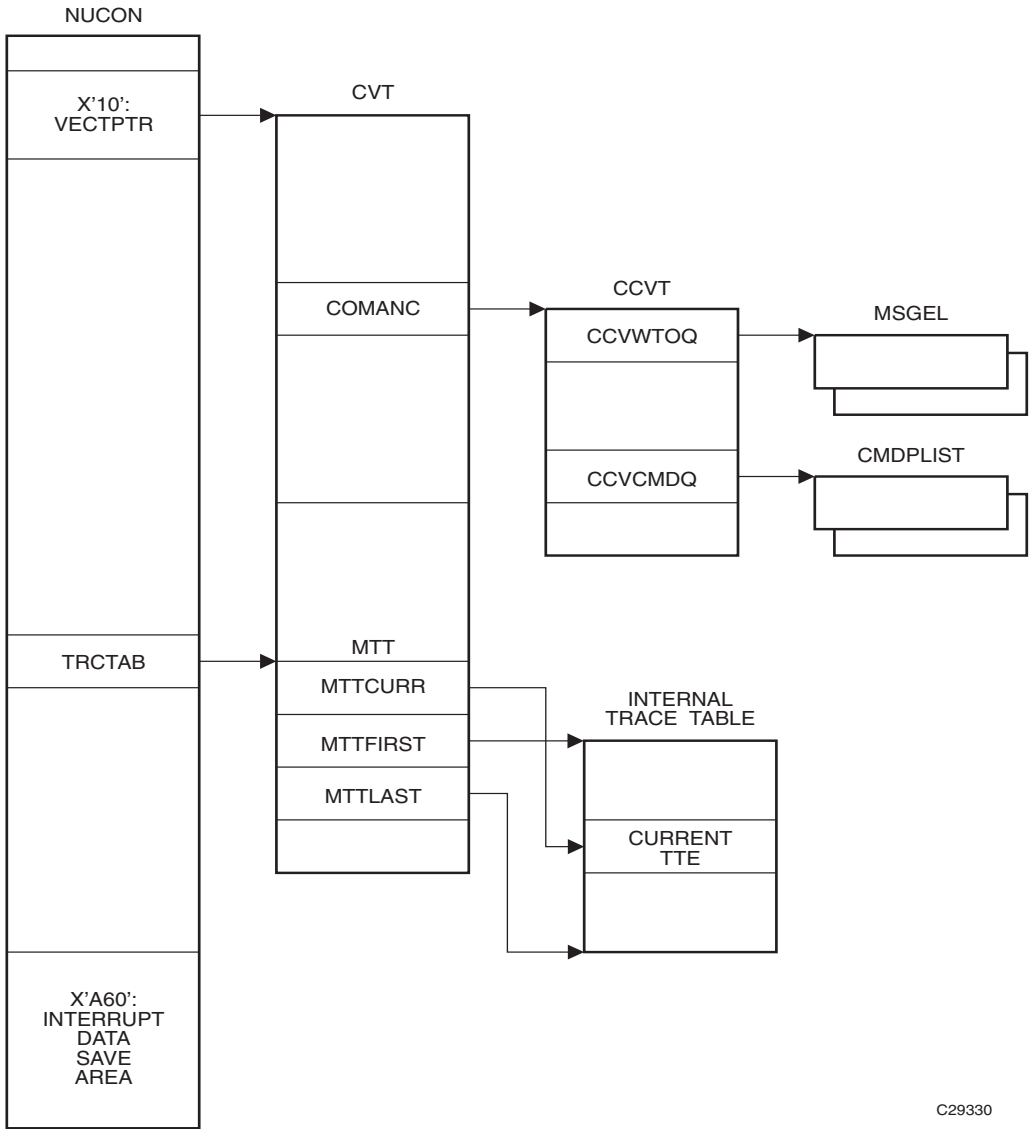 NUCON
X'10':
VECTPTR
CVT
COMANC
CCVT
CCVWTOQ
MSGEL
CCVCMDQ
CMDPLIST
TRCTAB
MTT
MTTCURR
MTTFIRST
MTTLAST
INTERNAL
TRACE TABLE
CURRENT
TTE
X'A60':
INTERRUPT
DATA
SAVE
AREA
C29330